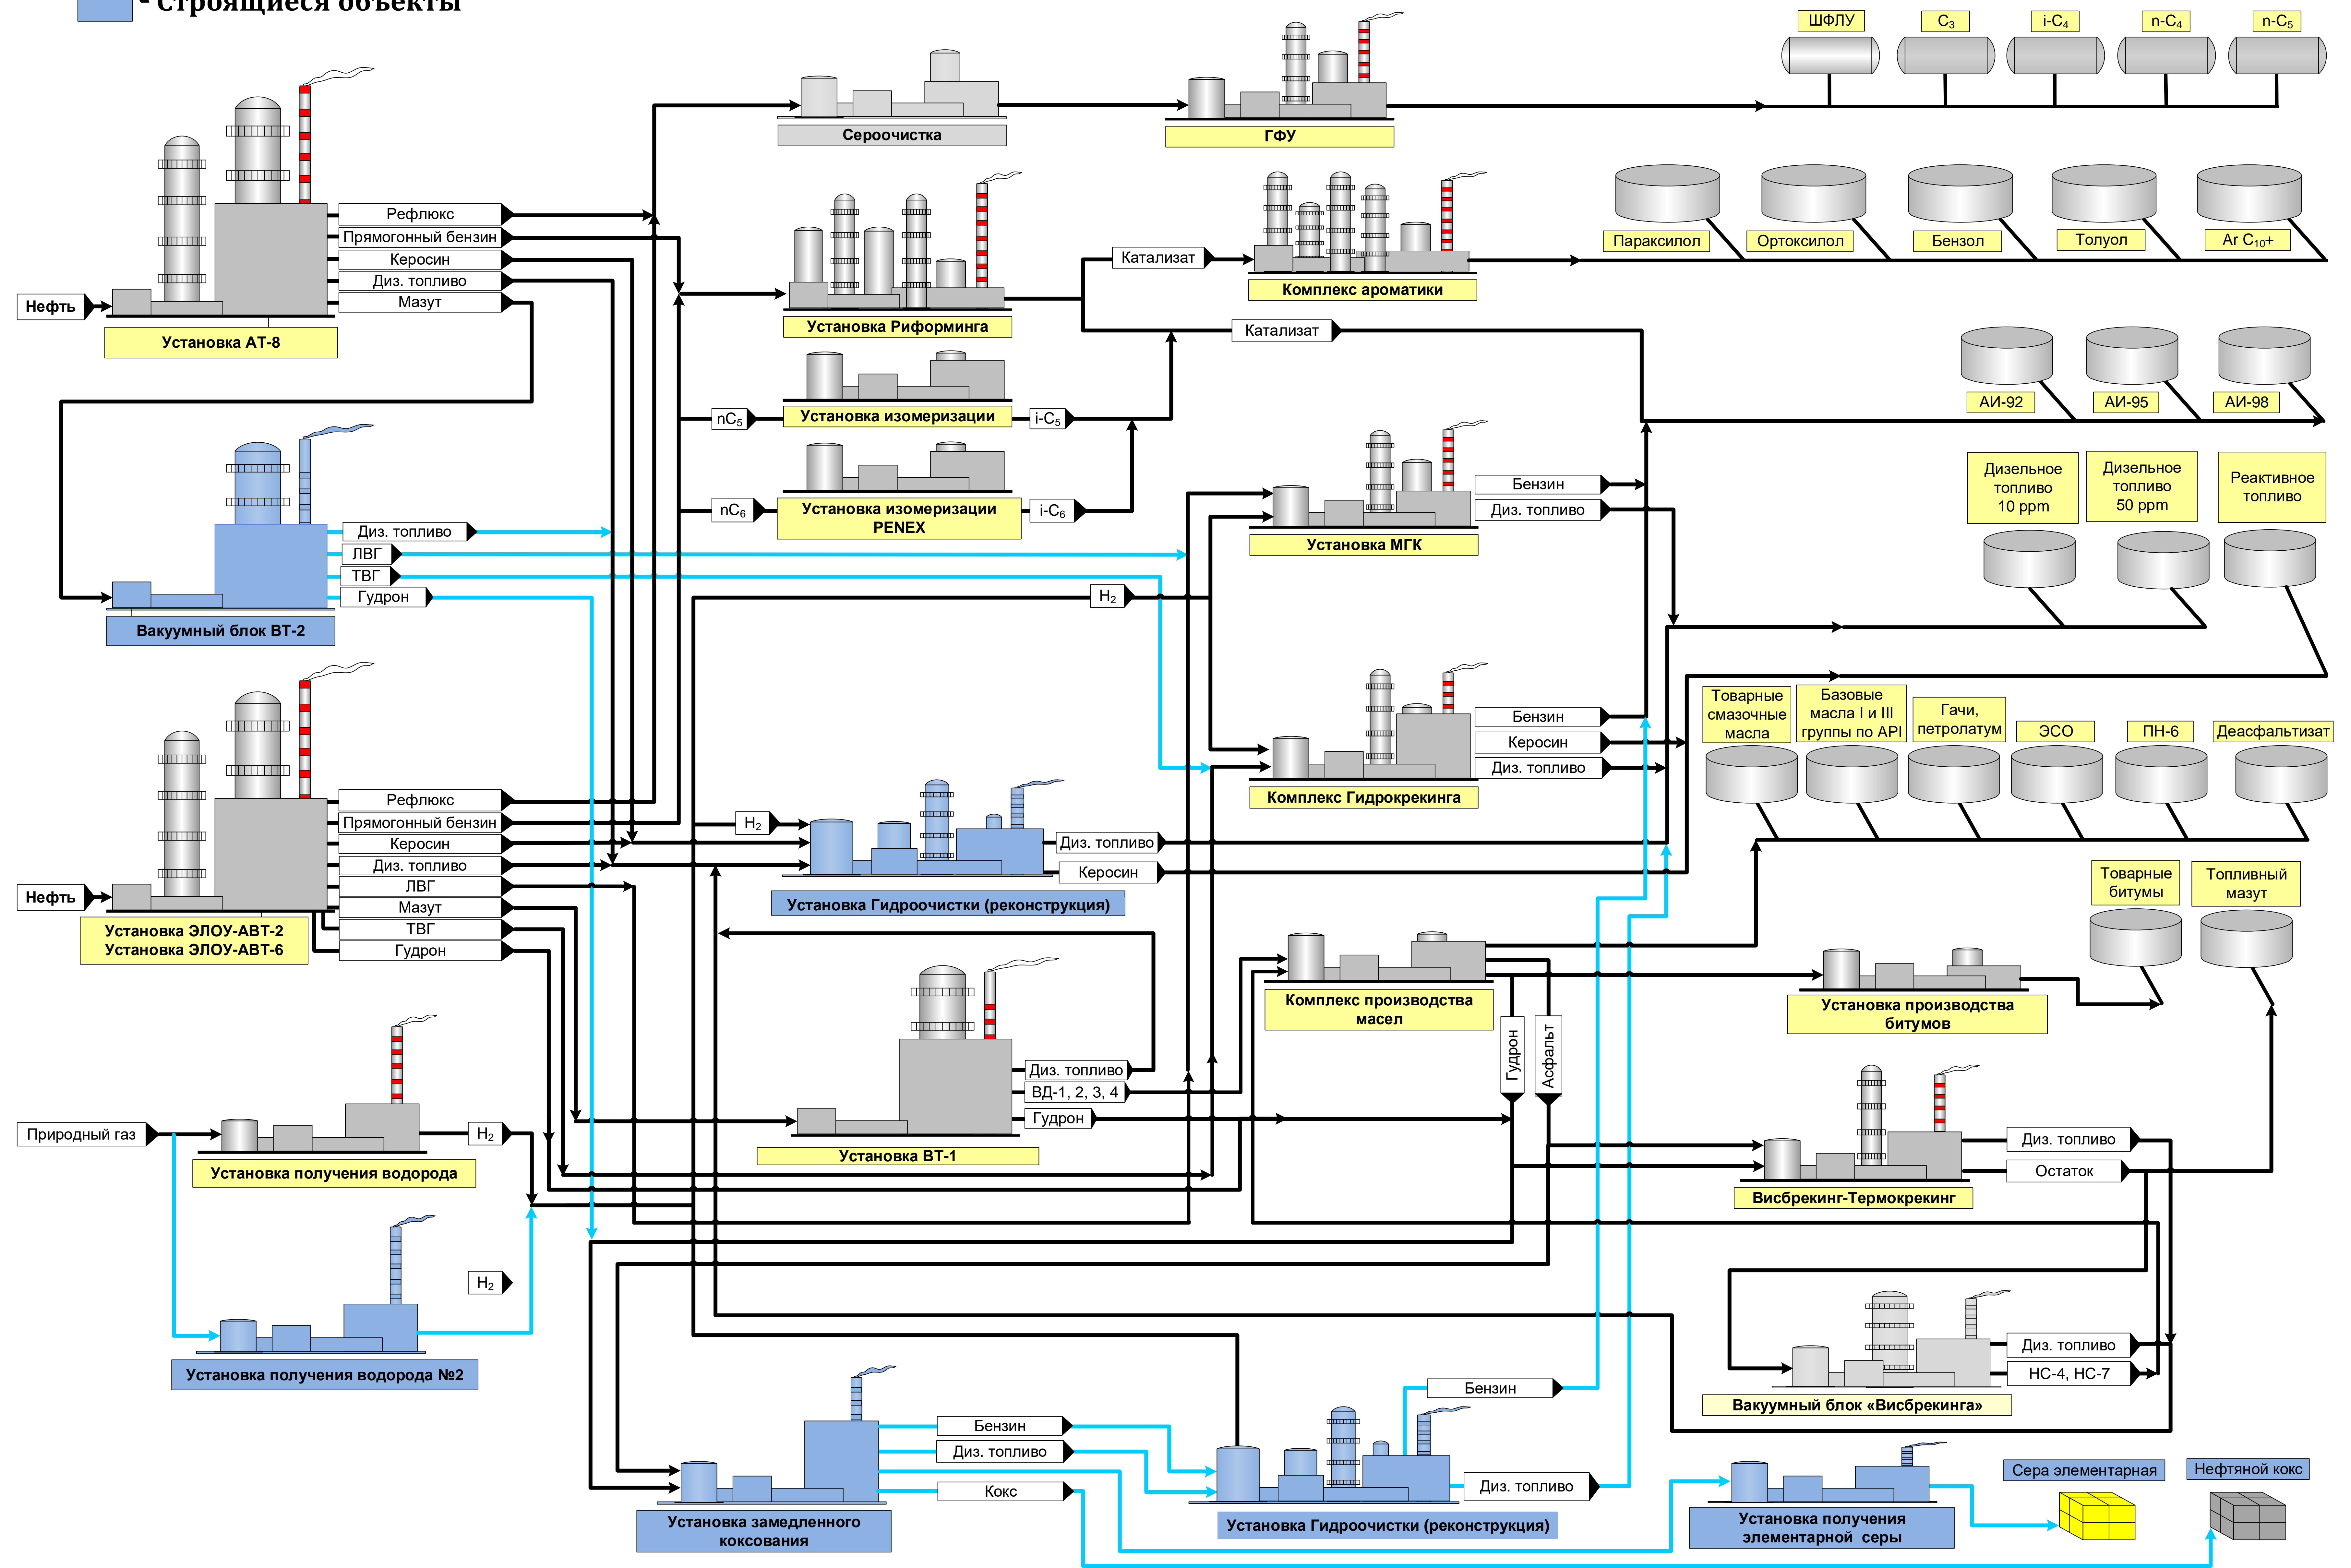 - Строящиеся объекты
ШФЛУ
C3
i-C4
n-C4
n-C5
Сероочистка
ГФУ
Рефлюкс
Прямогонный бензин
Керосин
Диз. топливо
Мазут
Нефть
Установка АТ-8
Установка Риформинга
Катализат
Комплекс ароматики
Параксилол
Ортоксилол
Бензол
Толуол
Ar C10+
Катализат
АИ-92
АИ-95
АИ-98
nC5
Установка изомеризации
i-C5
nC6
Установка изомеризации
PENEX
i-C6
Бензин
Диз. топливо
Установка МГК
Дизельное
топливо
10 ppm
Дизельное
топливо
50 ppm
Реактивное
топливо
Диз. топливо
ЛВГ
ТВГ
Гудрон
Вакуумный блок ВТ-2
H2
Бензин
Керосин
Диз. топливо
Комплекс Гидрокрекинга
Товарные
смазочные
масла
Базовые
масла I и III
группы по API
Гачи,
петролатум
ЭСО
ПН-6
Деасфальтизат
Рефлюкс
Прямогонный бензин
Керосин
Диз. топливо
ЛВГ
Мазут
ТВГ
Гудрон
Нефть
Установка ЭЛОУ-АВТ-2
Установка ЭЛОУ-АВТ-6
H2
Диз. топливо
Керосин
Установка Гидроочистки (реконструкция)
Товарные
битумы
Топливный
мазут
Комплекс производства
масел
Установка производства
битумов
Гудрон
Асфальт
Диз. топливо
ВД-1, 2, 3, 4
Гудрон
Установка ВТ-1
Природный газ
H2
Установка получения водорода
Диз. топливо
Остаток
Висбрекинг-Термокрекинг
H2
Установка получения водорода №2
Диз. топливо
НС-4, НС-7
Вакуумный блок «Висбрекинга»
Бензин
Бензин
Диз. топливо
Кокс
Установка замедленного
коксования
Диз. топливо
Установка Гидроочистки (реконструкция)
Установка получения
элементарной серы
Сера элементарная
Нефтяной кокс